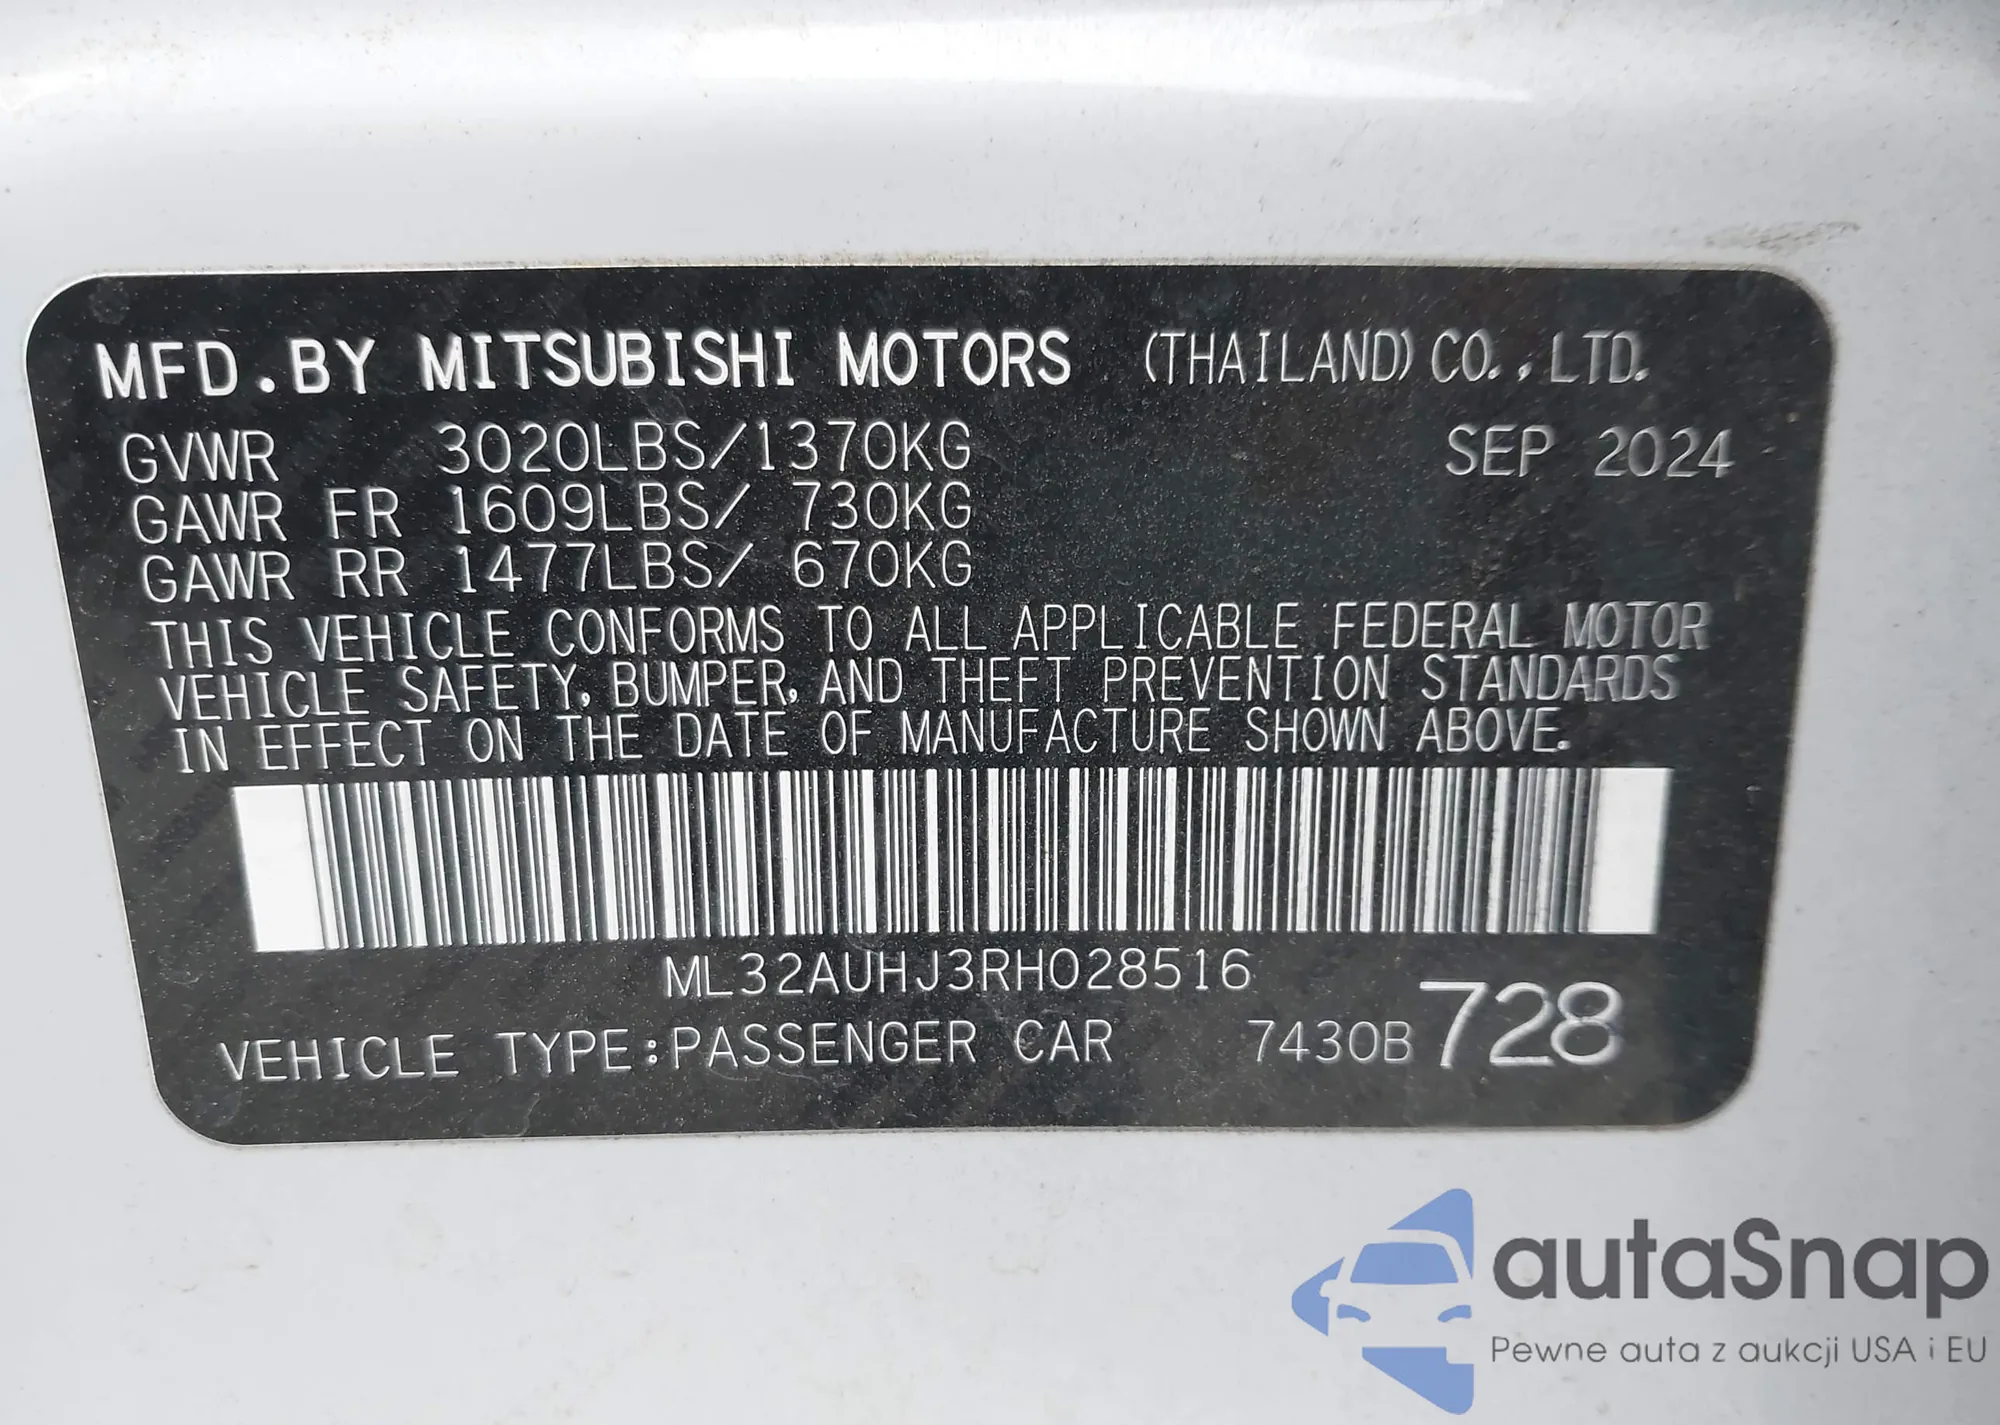 MFD.BY MITSUBISHI MOTORS (THAILAND) CO.,LTD.
GVWR 3020LBS/1370KG SEP 2024
GAWR FR 1609LBS/ 730KG
GAWR RR 1477LBS/ 670KG
THIS VEHICLE CONFORMS TO ALL APPLICABLE FEDERAL MOTOR
VEHICLE SAFETY, BUMPER, AND THEFT PREVENTION STANDARDS
IN EFFECT ON THE DATE OF MANUFACTURE SHOWN ABOVE.
ML32AUHJ3RH028516
VEHICLE TYPE:PASSENGER CAR 7430B 728
autaSnap
Pewne auta z aukcji USA i EU